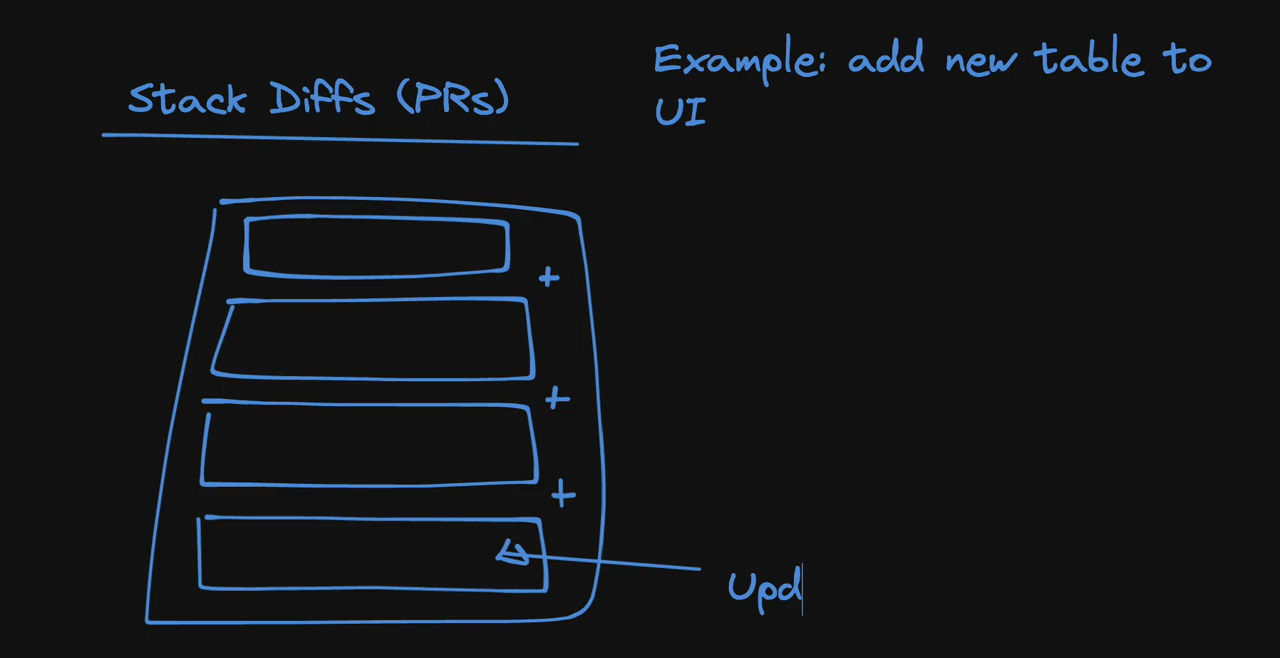 Stack Diffs (PRs)
Example: add new table to
UI
+
+
+
Upd